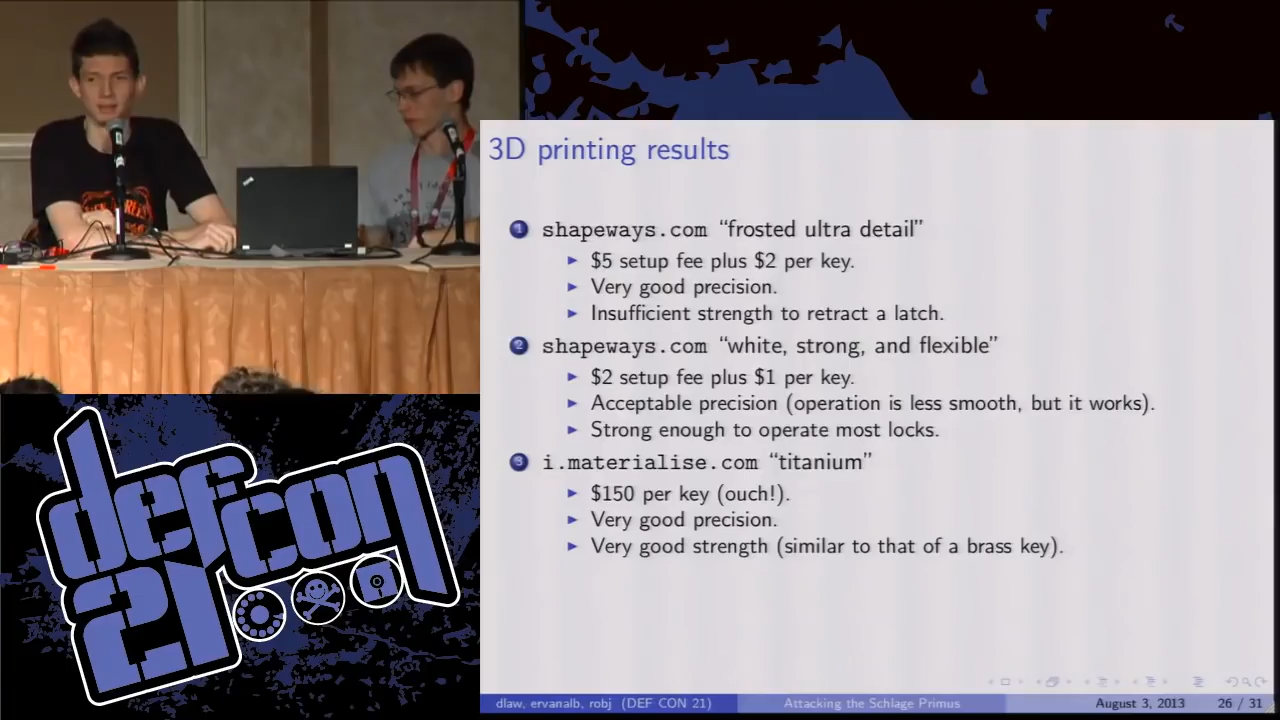 3D printing results
1 shapeways.com “frosted ultra detail”
► $5 setup fee plus $2 per key.
► Very good precision.
► Insufficient strength to retract a latch.
2 shapeways.com “white, strong, and flexible”
► $2 setup fee plus $1 per key.
► Acceptable precision (operation is less smooth, but it works).
► Strong enough to operate most locks.
3 i.materialise.com “titanium”
► $150 per key (ouch!).
► Very good precision.
► Very good strength (similar to that of a brass key).
dlaw, ervanalb, robj (DEF CON 21) Attacking the Schlage Primus August 3, 2013 26 / 31
defcon
21